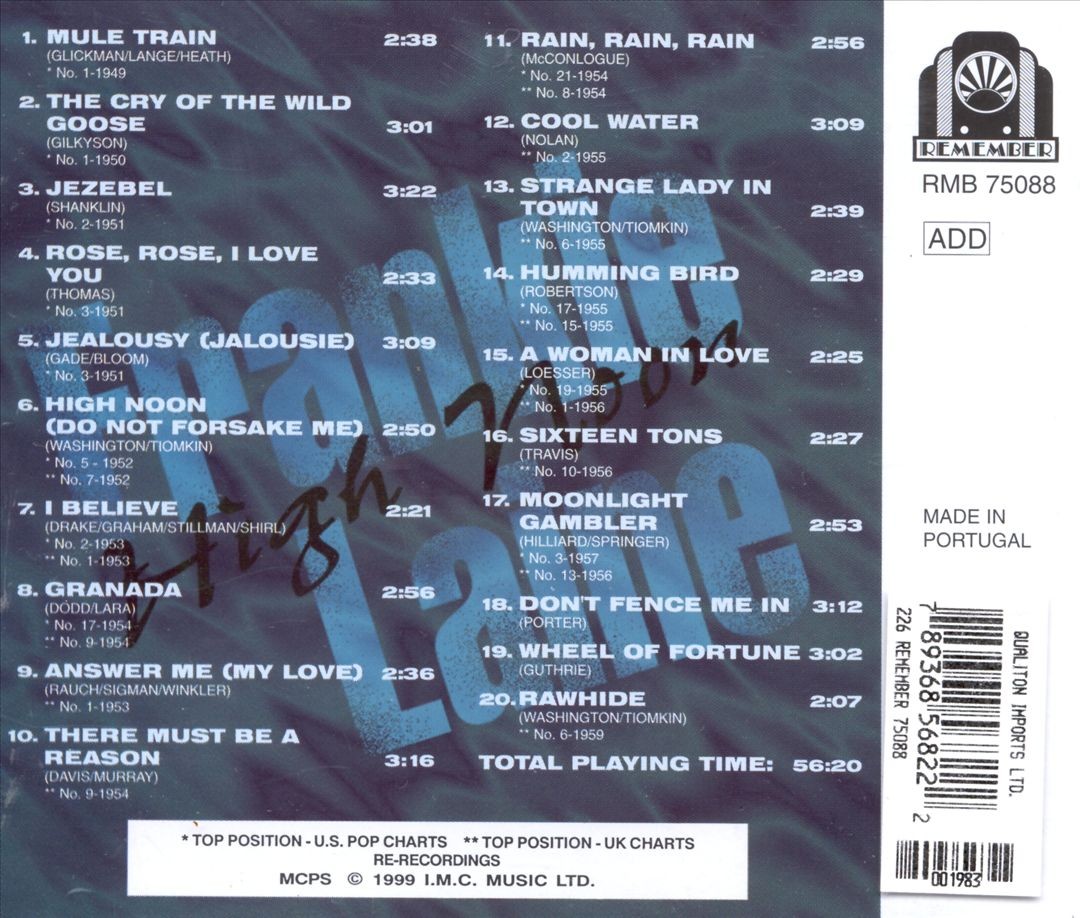 1. MULE TRAIN 2:38
(GLICKMAN/LANGE/HEATH)
* No. 1-1949
2. THE CRY OF THE WILD
GOOSE 3:01
(GILKYSON)
* No. 1-1950
3. JEZEBEL 3:22
(SHANKLIN)
* No. 2-1951
4. ROSE, ROSE, I LOVE
YOU 2:33
(THOMAS)
* No. 3-1951
5. JEALOUSY (JALOUSIE) 3:09
(GADE/BLOOM)
* No. 3-1951
6. HIGH NOON
(DO NOT FORSAKE ME) 2:50
(WASHINGTON/TIOMKIN)
* No. 5 - 1952
** No. 7-1952
7. I BELIEVE 2:21
(DRAKE/GRAHAM/STILLMAN/SHIRL)
* No. 2-1953
** No. 1-1953
8. GRANADA 2:56
(DODD/LARA)
* No. 17-1954
** No. 9-1954
9. ANSWER ME (MY LOVE) 2:36
(RAUCH/SIGMAN/WINKLER)
** No. 1-1953
10. THERE MUST BE A
REASON 3:16
(DAVIS/MURRAY)
** No. 9-1954
11. RAIN, RAIN, RAIN 2:56
(McCONLOGUE)
* No. 21-1954
** No. 8-1954
12. COOL WATER 3:09
(NOLAN)
** No. 2-1955
13. STRANGE LADY IN
TOWN 2:39
(WASHINGTON/TIOMKIN)
** No. 6-1955
14. HUMMING BIRD 2:29
(ROBERTSON)
* No. 17-1955
** No. 15-1955
15. A WOMAN IN LOVE 2:25
(LOESSER)
* No. 19-1955
** No. 1-1956
16. SIXTEEN TONS 2:27
(TRAVIS)
** No. 10-1956
17. MOONLIGHT
GAMBLER 2:53
(HILLIARD/SPRINGER)
* No. 3-1957
** No. 13-1956
18. DON'T FENCE ME IN 3:12
(PORTER)
19. WHEEL OF FORTUNE 3:02
(GUTHRIE)
20. RAWHIDE 2:07
(WASHINGTON/TIOMKIN)
** No. 6-1959
TOTAL PLAYING TIME: 56:20
Frankie
Laine
High Noon
* TOP POSITION - U.S. POP CHARTS ** TOP POSITION - UK CHARTS
RE-RECORDINGS
MCPS © 1999 I.M.C. MUSIC LTD.
REMEMBER
RMB 75088
ADD
MADE IN
PORTUGAL
QUALITON IMPORTS LTD.
7 89368 56822 2
226 REMEMBER 75088
001983